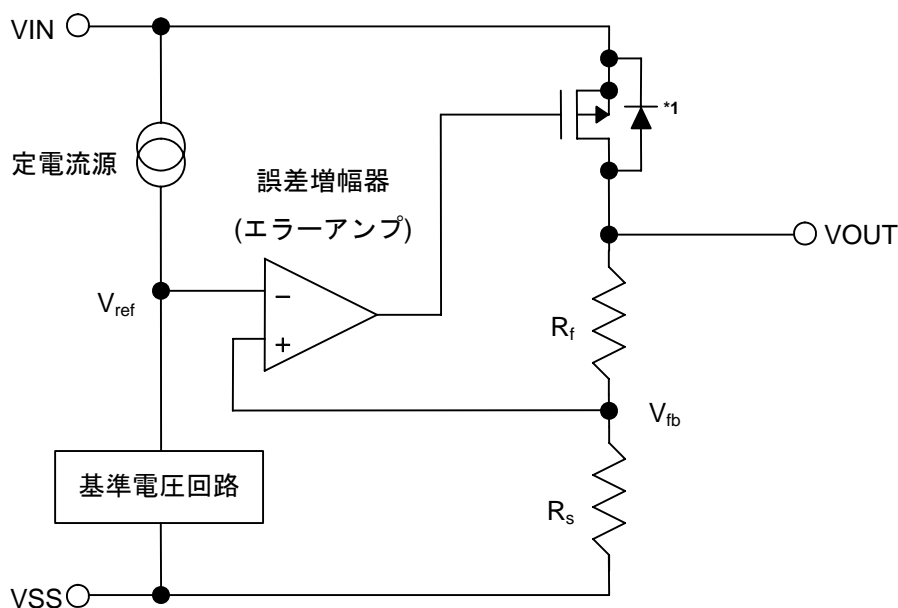 VIN
*1
定電流源
誤差増幅器
(エラーアンプ)
VOUT
Vref
−
+
Rf
Vfb
基準電圧回路
Rs
VSS